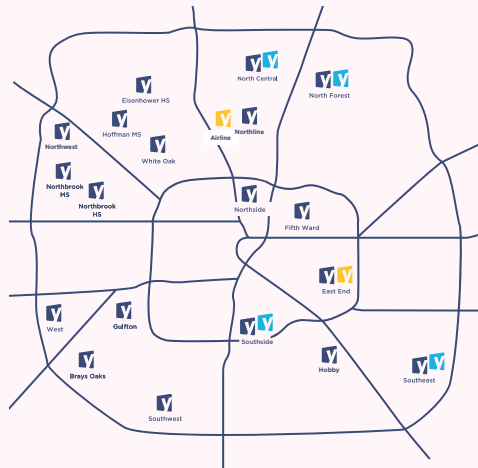 North Central
North Forest
Eisenhower HS
Hoffman MS
Airline
Northline
Northwest
White Oak
Northbrook
MS
Northbrook
HS
Northside
Fifth Ward
East End
West
Gulfton
Southside
Hobby
Brays Oaks
Southeast
Southwest